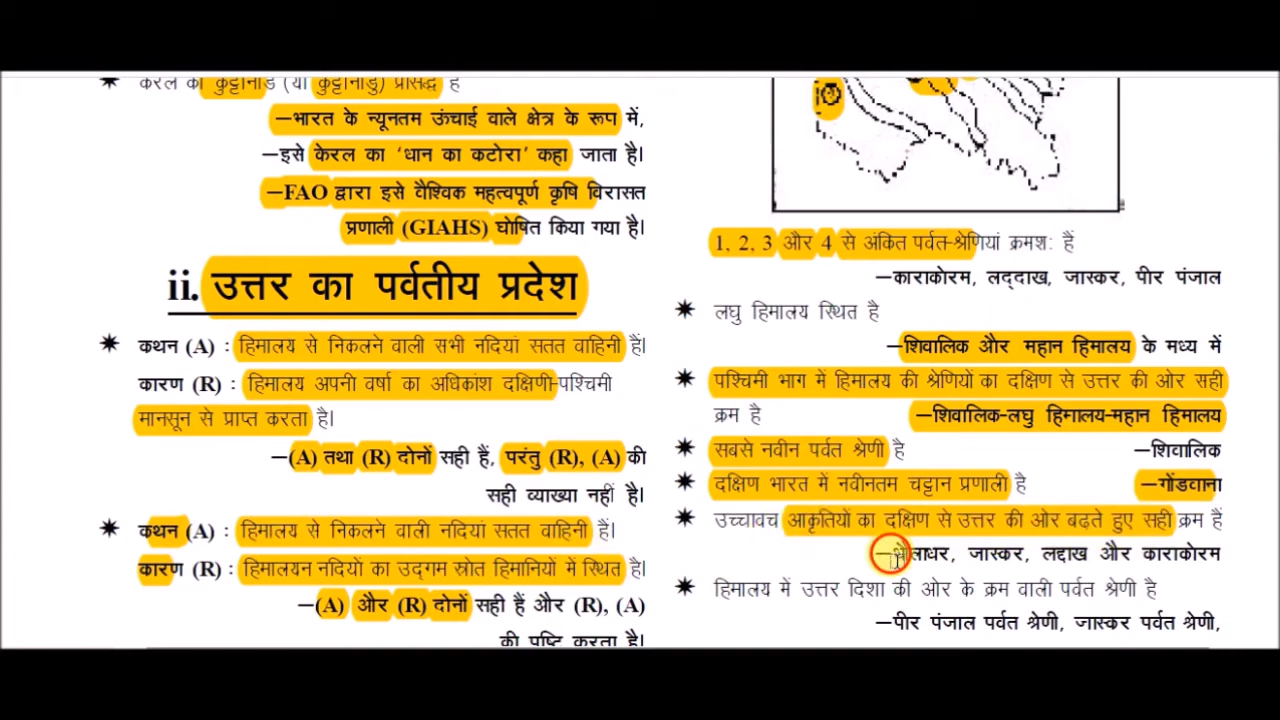 ✷ केरल का कुट्टानाड (या कुट्टानाडु) प्रसिद्ध है
–भारत के न्यूनतम ऊंचाई वाले क्षेत्र के रूप में,
–इसे केरल का ‘धान का कटोरा’ कहा जाता है।
–FAO द्वारा इसे वैश्विक महत्वपूर्ण कृषि विरासत
प्रणाली (GIAHS) घोषित किया गया है।
ii. उत्तर का पर्वतीय प्रदेश
✷ कथन (A) : हिमालय से निकलने वाली सभी नदियां सतत वाहिनी हैं।
कारण (R) : हिमालय अपनी वर्षा का अधिकांश दक्षिणी-पश्चिमी
मानसून से प्राप्त करता है।
–(A) तथा (R) दोनों सही हैं, परंतु (R), (A) की
सही व्याख्या नहीं है।
✷ कथन (A) : हिमालय से निकलने वाली नदियां सतत वाहिनी हैं।
कारण (R) : हिमालयन नदियों का उद्गम स्रोत हिमानियों में स्थित है।
–(A) और (R) दोनों सही हैं और (R), (A)
की पुष्टि करता है।
1, 2, 3 और 4 से अंकित पर्वत-श्रेणियां क्रमश: हैं
–काराकोरम, लद्दाख, जास्कर, पीर पंजाल
✷ लघु हिमालय स्थित है
–शिवालिक और महान हिमालय के मध्य में
✷ पश्चिमी भाग में हिमालय की श्रेणियों का दक्षिण से उत्तर की ओर सही
क्रम है –शिवालिक-लघु हिमालय-महान हिमालय
✷ सबसे नवीन पर्वत श्रेणी है –शिवालिक
✷ दक्षिण भारत में नवीनतम चट्टान प्रणाली है –गोंडवाना
✷ उच्चावच आकृतियों का दक्षिण से उत्तर की ओर बढ़ते हुए सही क्रम हैं
–धौलाधर, जास्कर, लद्दाख और काराकोरम
✷ हिमालय में उत्तर दिशा की ओर के क्रम वाली पर्वत श्रेणी है
–पीर पंजाल पर्वत श्रेणी, जास्कर पर्वत श्रेणी,